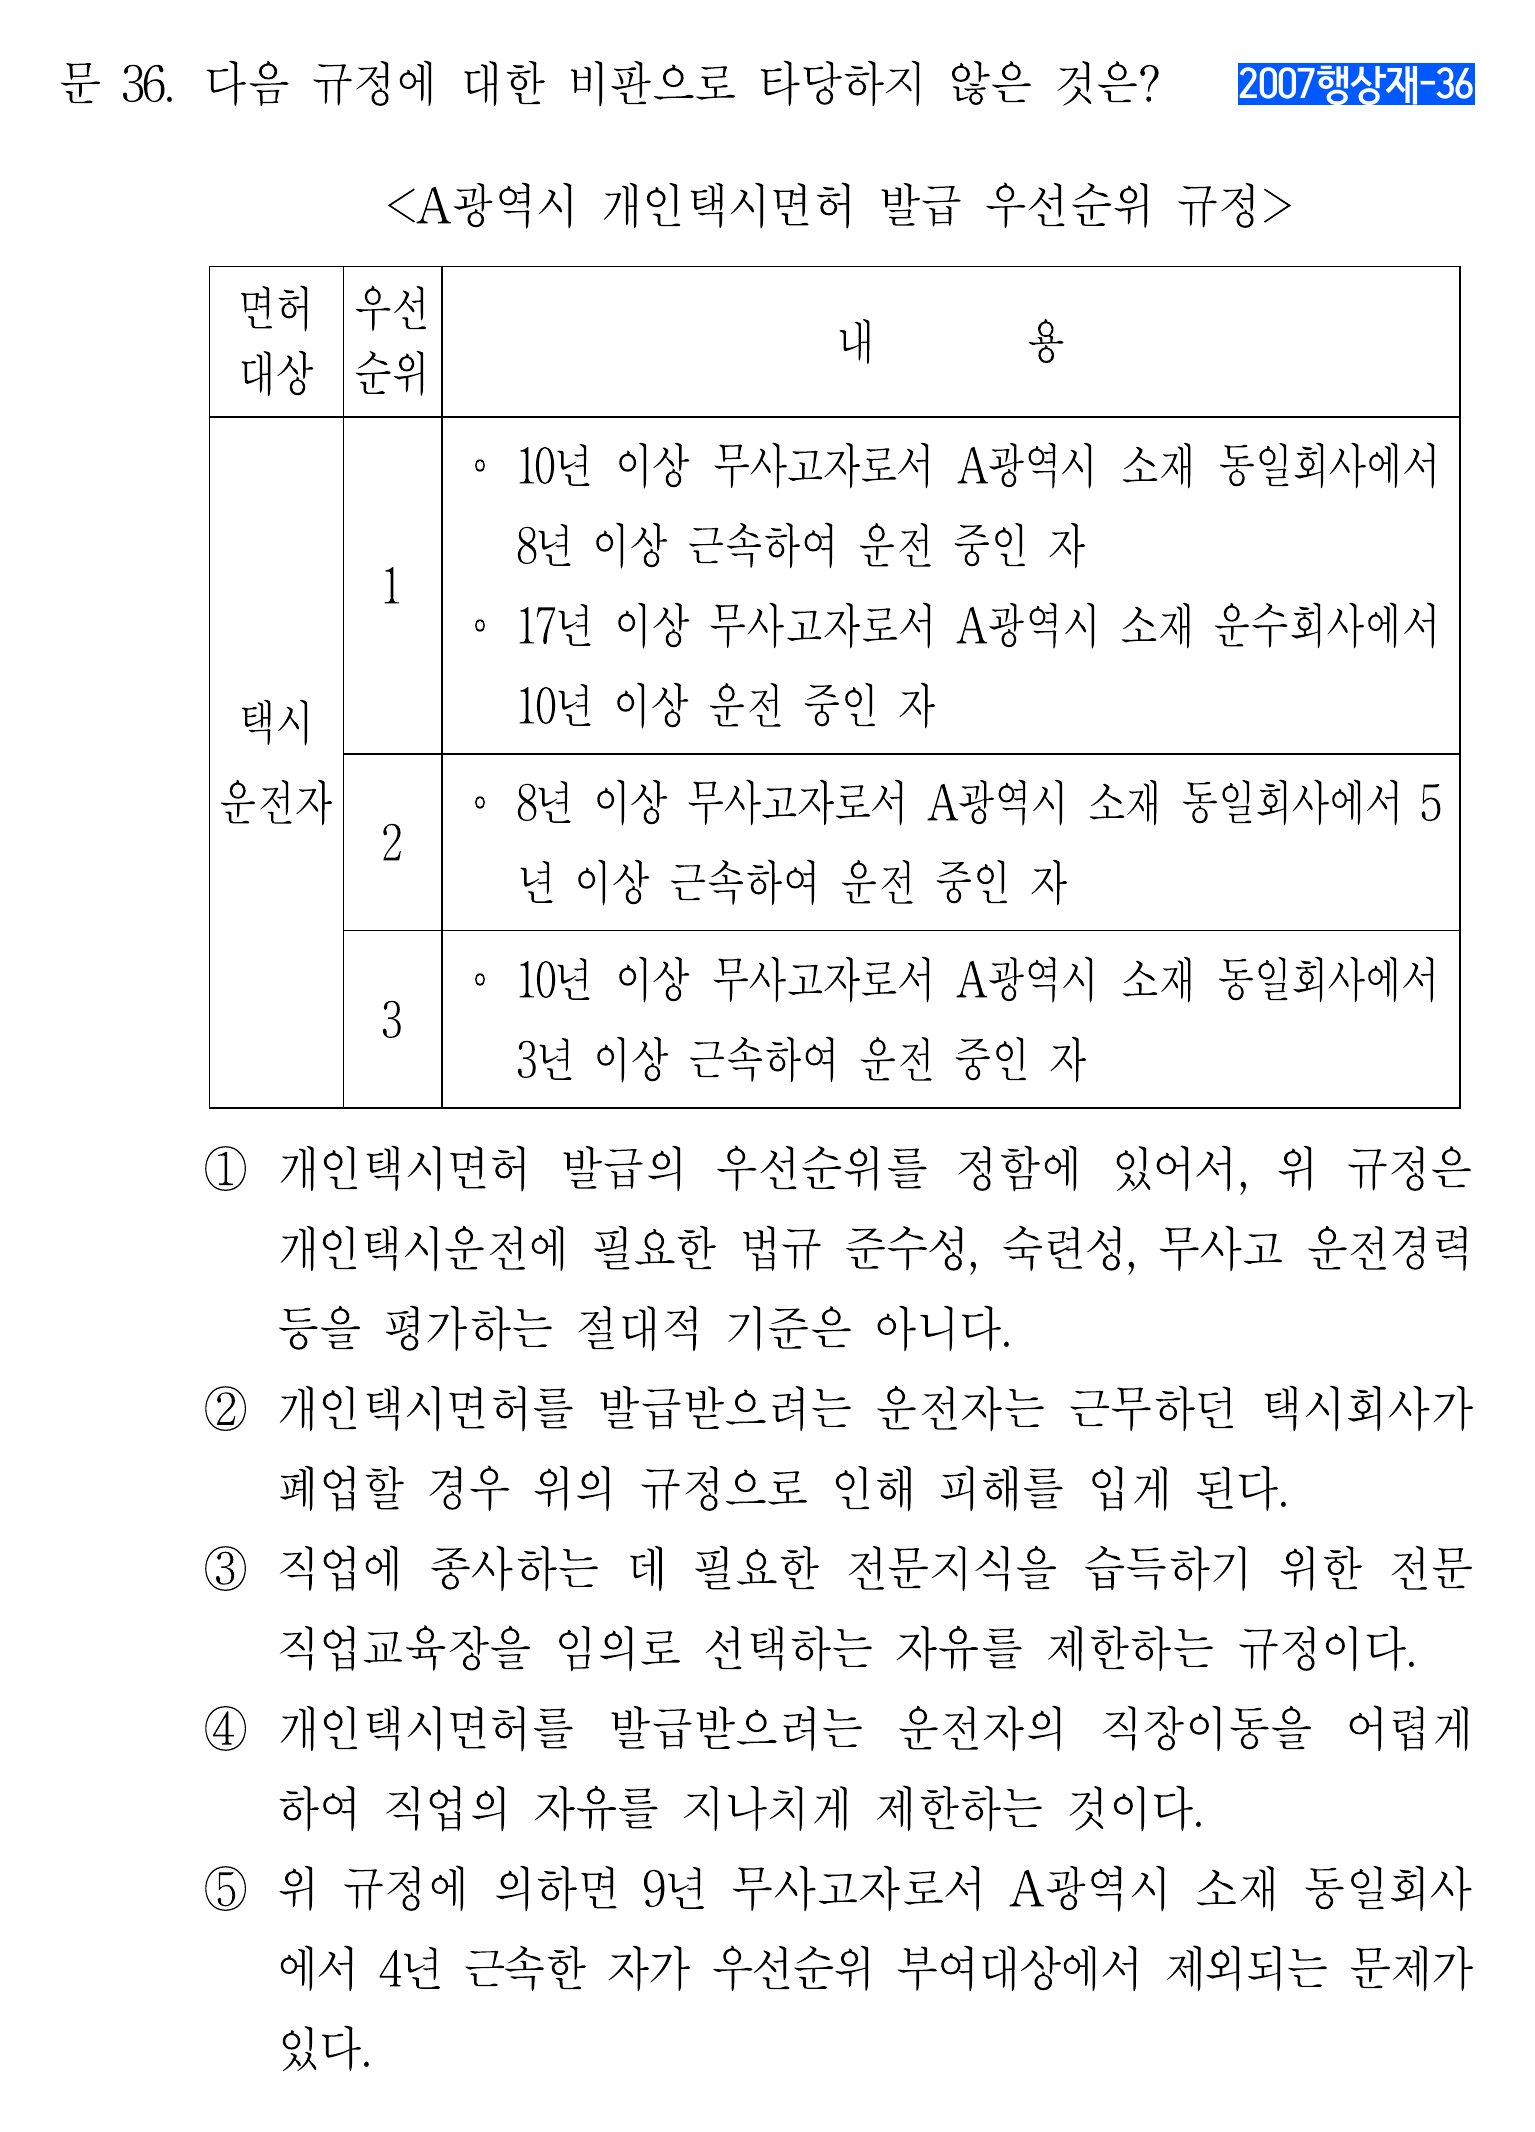 문 36. 다음 규정에 대한 비판으로 타당하지 않은 것은? 2007행상재-36
<A광역시 개인택시면허 발급 우선순위 규정>
면허 대상 우선 순위 내 용
택시 운전자
1
◦ 10년 이상 무사고자로서 A광역시 소재 동일회사에서
8년 이상 근속하여 운전 중인 자
◦ 17년 이상 무사고자로서 A광역시 소재 운수회사에서
10년 이상 운전 중인 자
2
◦ 8년 이상 무사고자로서 A광역시 소재 동일회사에서 5
년 이상 근속하여 운전 중인 자
3
◦ 10년 이상 무사고자로서 A광역시 소재 동일회사에서
3년 이상 근속하여 운전 중인 자
① 개인택시면허 발급의 우선순위를 정함에 있어서, 위 규정은
개인택시운전에 필요한 법규 준수성, 숙련성, 무사고 운전경력
등을 평가하는 절대적 기준은 아니다.
② 개인택시면허를 발급받으려는 운전자는 근무하던 택시회사가
폐업할 경우 위의 규정으로 인해 피해를 입게 된다.
③ 직업에 종사하는 데 필요한 전문지식을 습득하기 위한 전문
직업교육장을 임의로 선택하는 자유를 제한하는 규정이다.
④ 개인택시면허를 발급받으려는 운전자의 직장이동을 어렵게
하여 직업의 자유를 지나치게 제한하는 것이다.
⑤ 위 규정에 의하면 9년 무사고자로서 A광역시 소재 동일회사
에서 4년 근속한 자가 우선순위 부여대상에서 제외되는 문제가
있다.